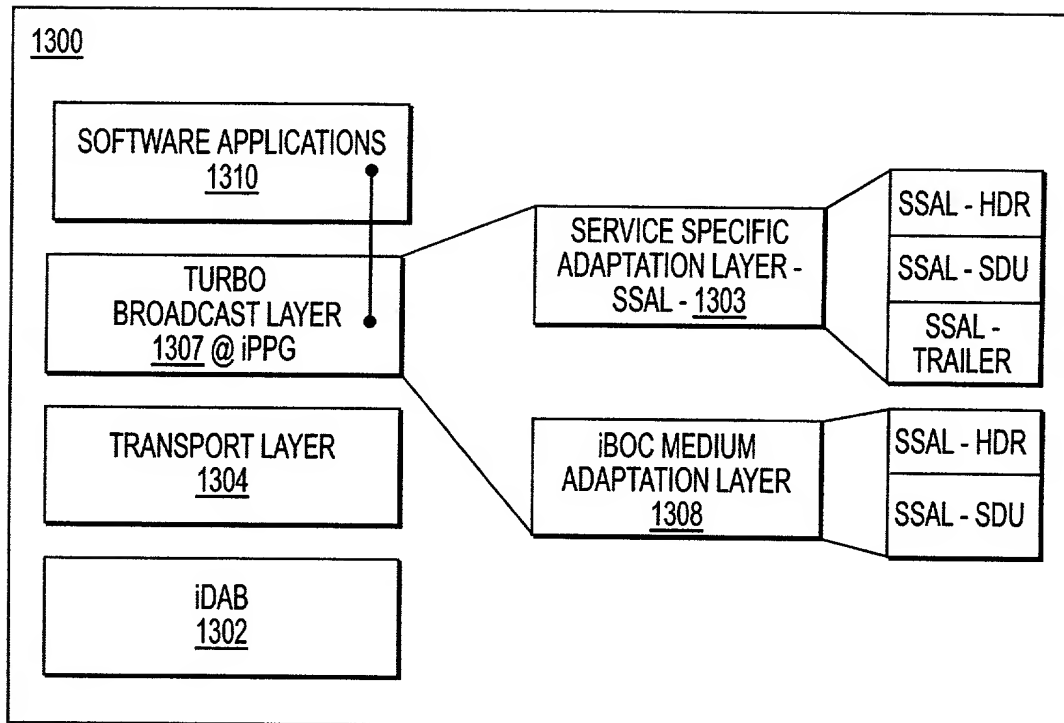 1300
SOFTWARE APPLICATIONS
1310
TURBO
BROADCAST LAYER
1307 @ iPPG
TRANSPORT LAYER
1304
iDAB
1302
SERVICE SPECIFIC
ADAPTATION LAYER -
SSAL - 1303
SSAL - HDR
SSAL - SDU
SSAL -
TRAILER
iBOC MEDIUM
ADAPTATION LAYER
1308
SSAL - HDR
SSAL - SDU